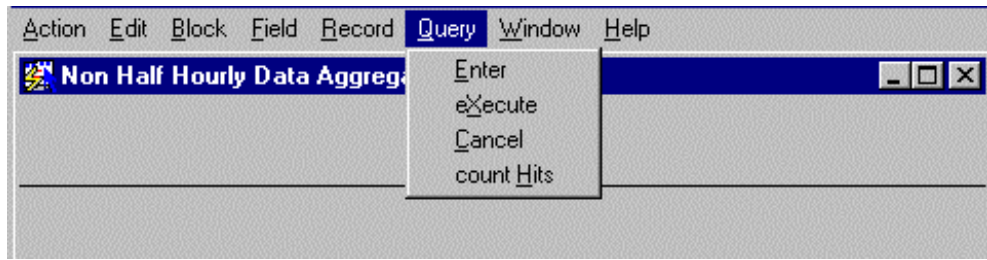 Action Edit Block Field Record Query Window Help
Non Half Hourly Data Aggrega
Enter
eXecute
Cancel
count Hits